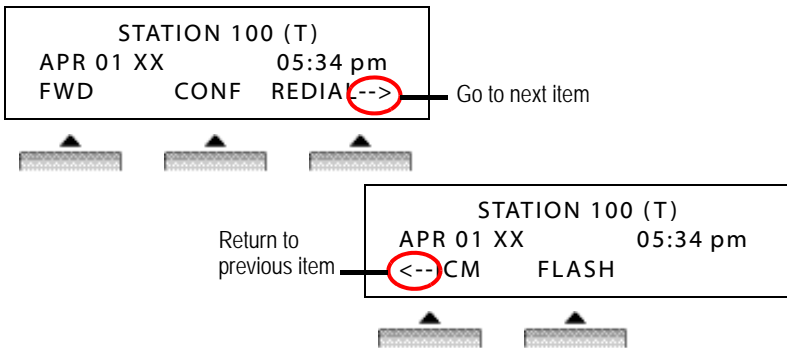 STATION 100 (T)
APR 01 XX 05:34 pm
FWD CONF REDIAL-->
Go to next item
STATION 100 (T)
APR 01 XX 05:34 pm
Return to
previous item
<--ICM FLASH